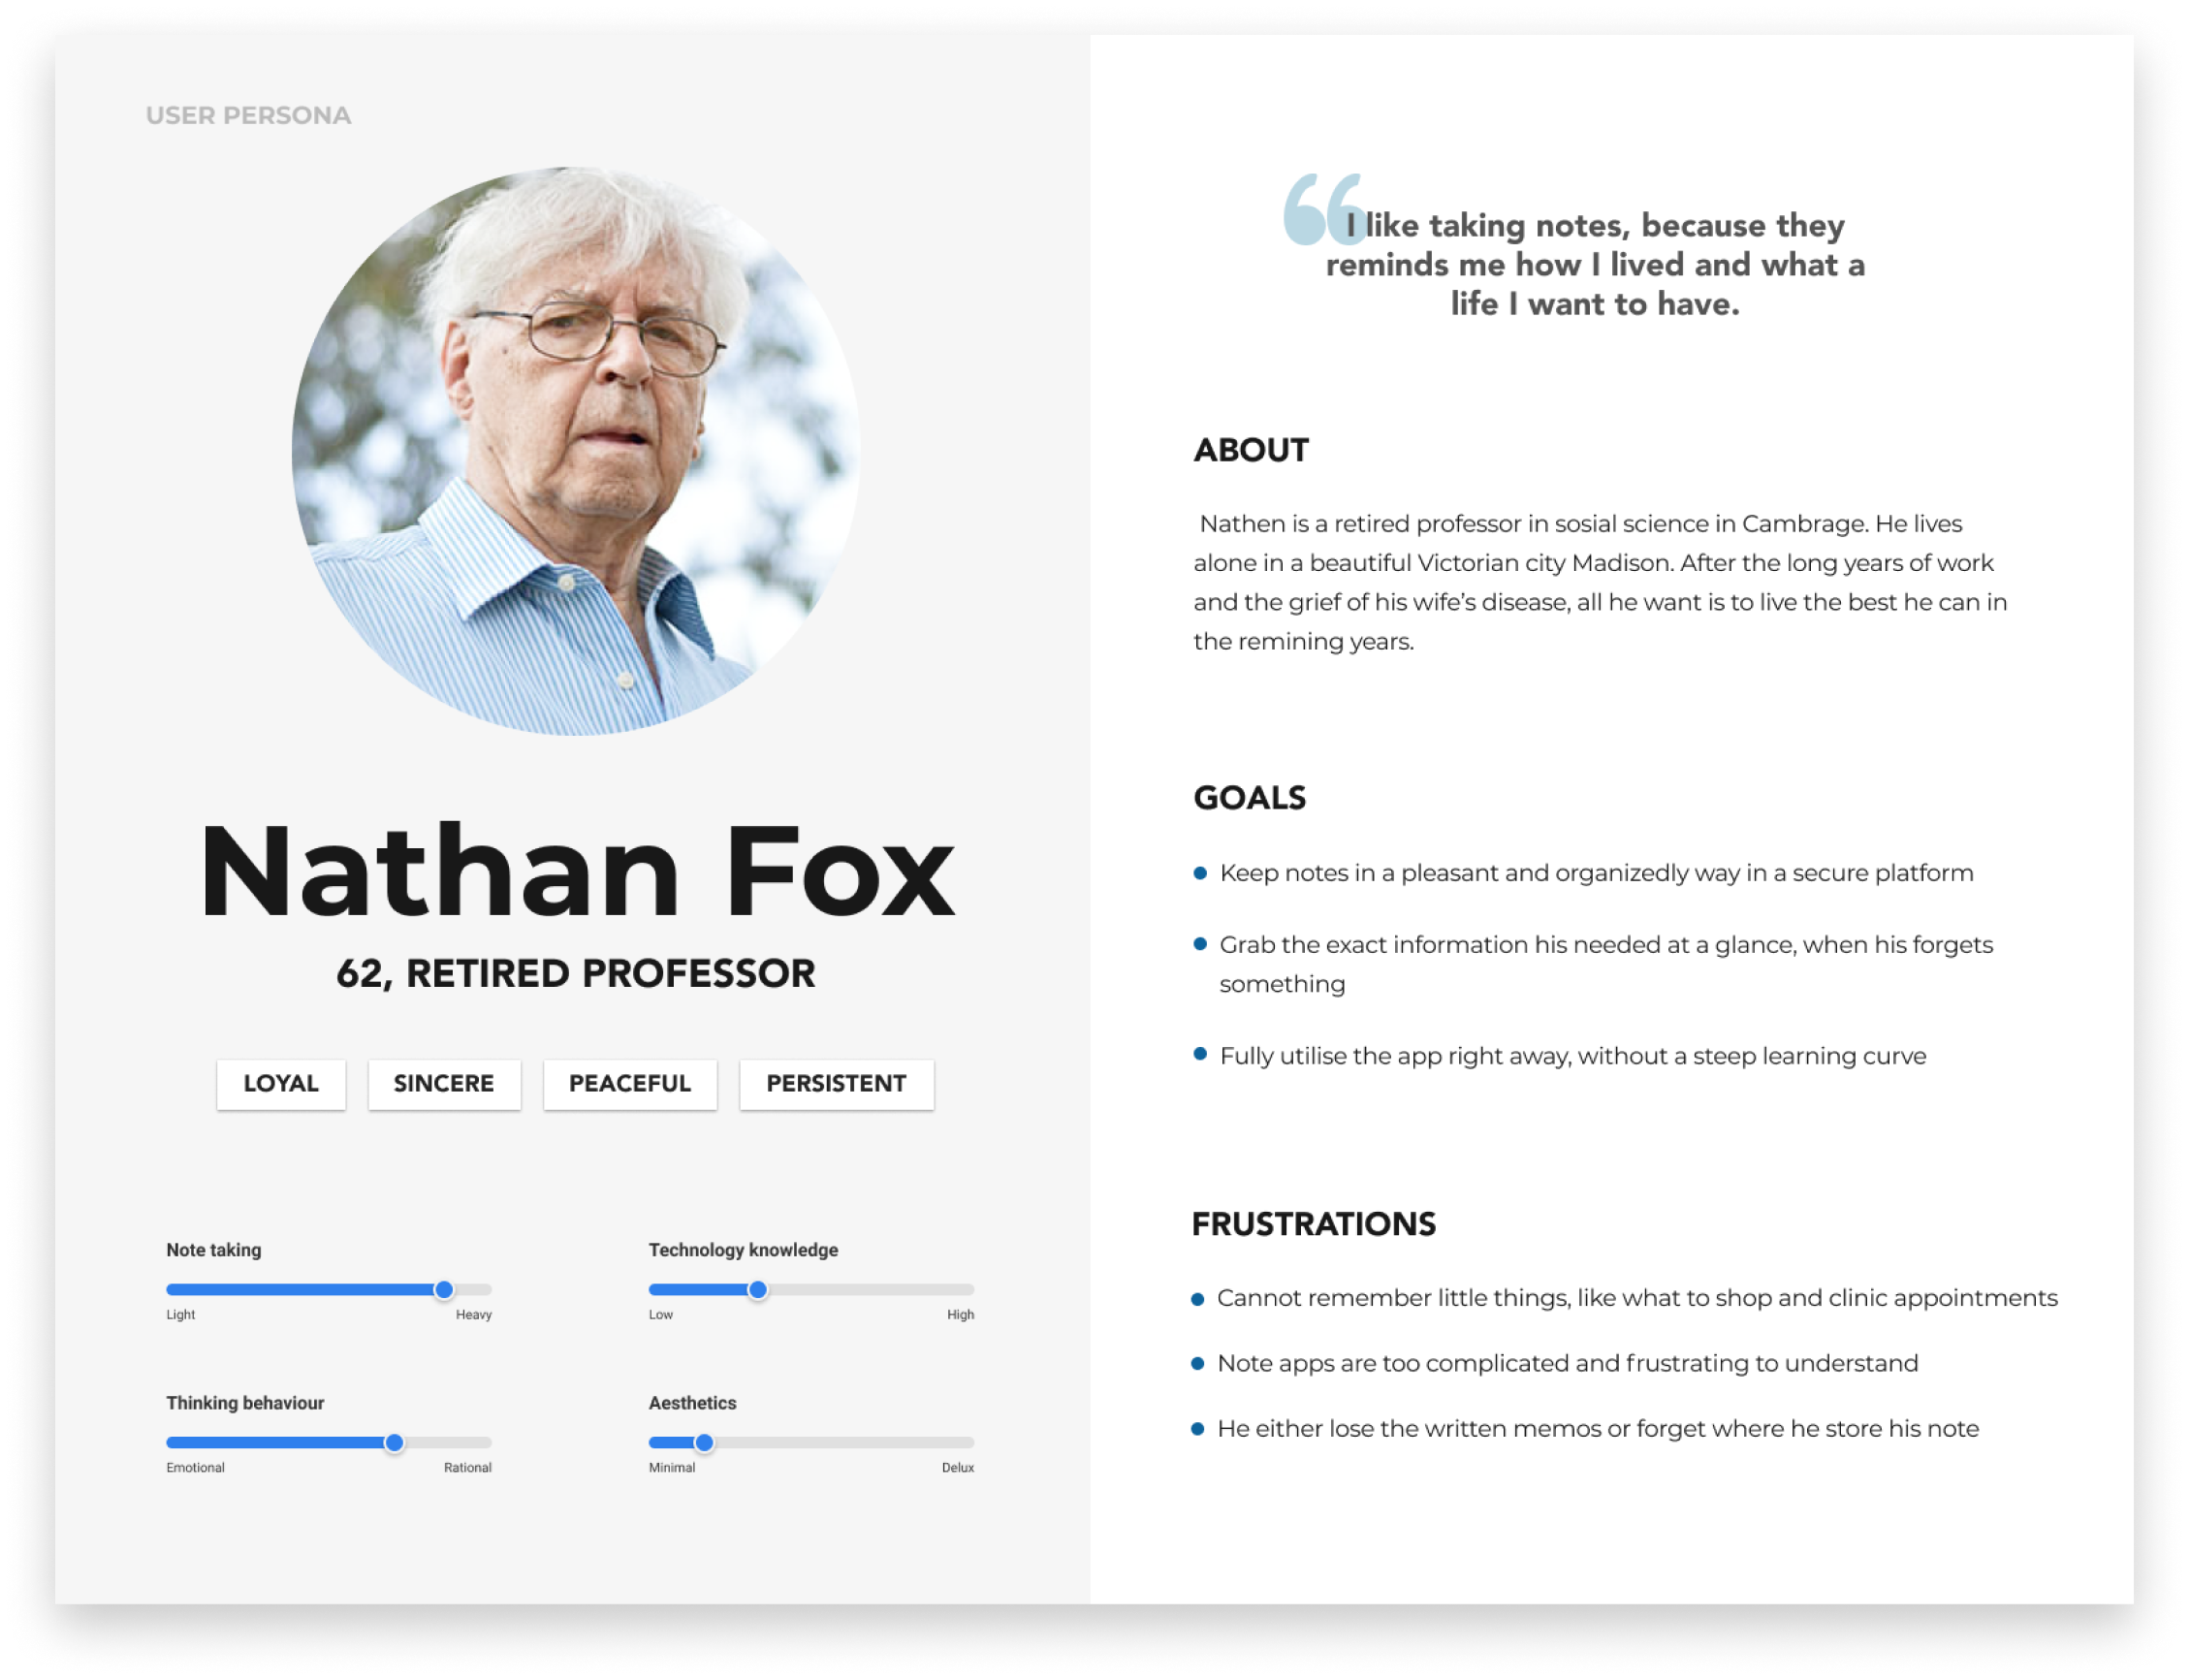 USER PERSONA
Nathan Fox
62, RETIRED PROFESSOR
LOYAL
SINCERE
PEACEFUL
PERSISTENT
Note taking
Light
Heavy
Technology knowledge
Low
High
Thinking behaviour
Emotional
Rational
Aesthetics
Minimal
Delux
“I like taking notes, because they
reminds me how I lived and what a
life I want to have.
ABOUT
Nathen is a retired professor in sosial science in Cambrage. He lives
alone in a beautiful Victorian city Madison. After the long years of work
and the grief of his wife’s disease, all he want is to live the best he can in
the remining years.
GOALS
Keep notes in a pleasant and organizedly way in a secure platform
Grab the exact information his needed at a glance, when his forgets
something
Fully utilise the app right away, without a steep learning curve
FRUSTRATIONS
Cannot remember little things, like what to shop and clinic appointments
Note apps are too complicated and frustrating to understand
He either lose the written memos or forget where he store his note